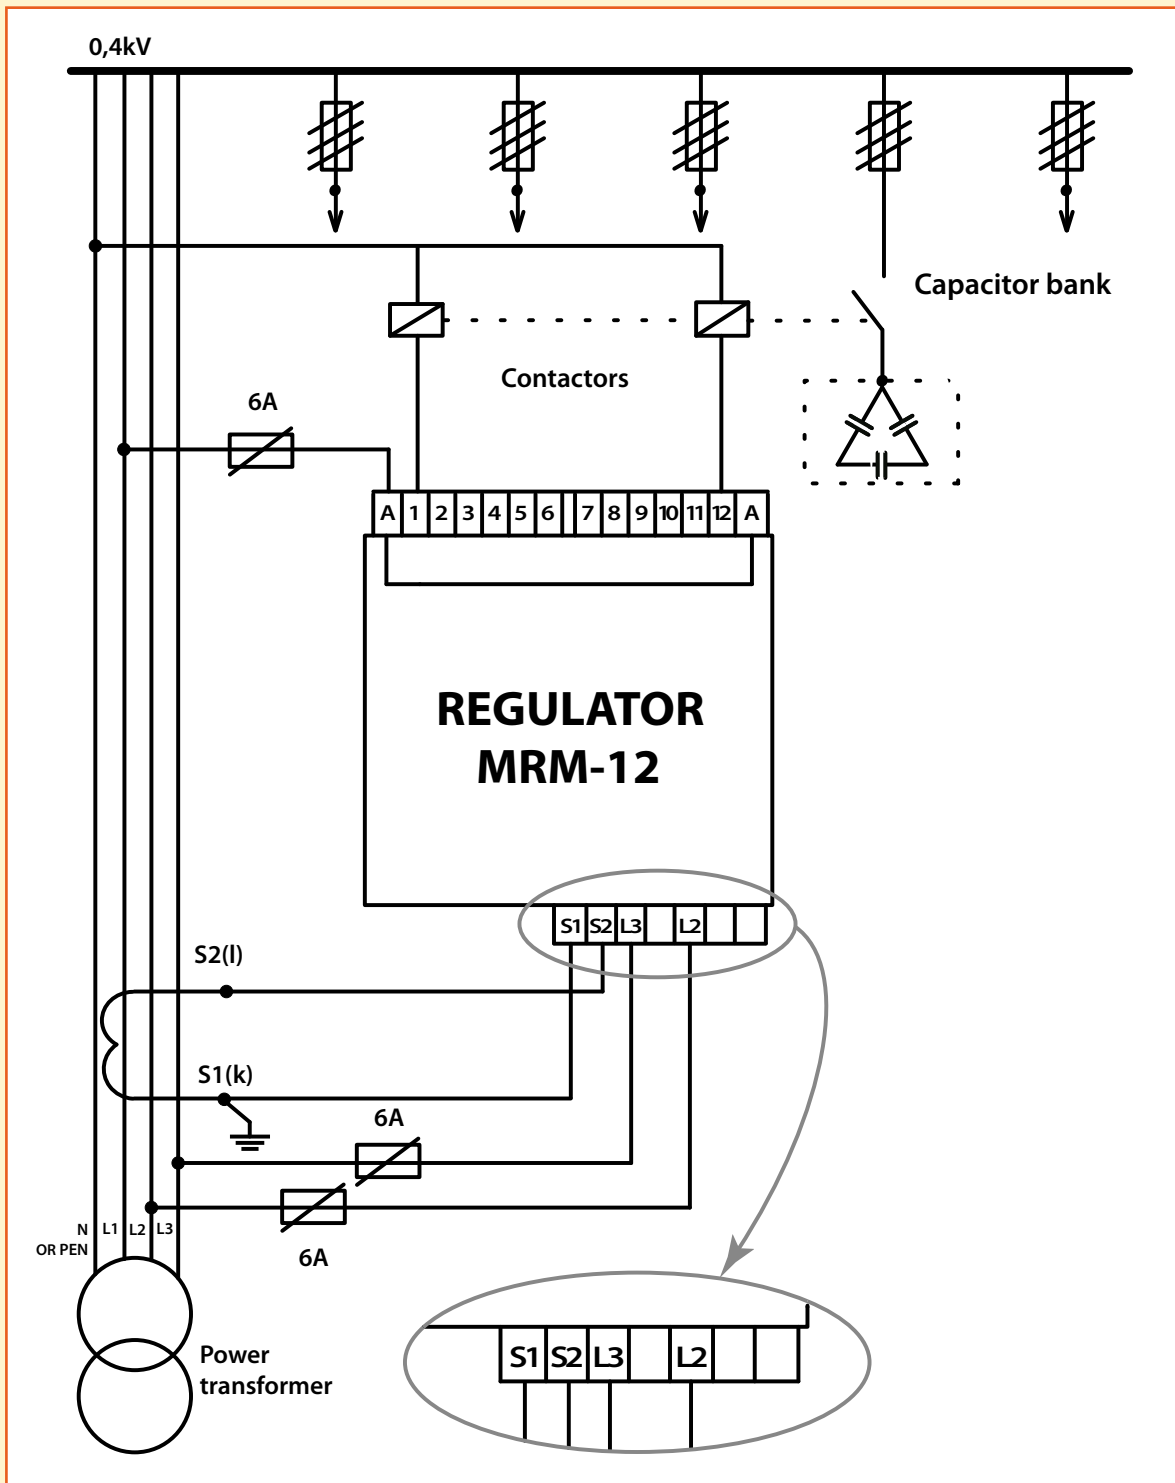 0,4kV
Capacitor bank
Contactors
6A
A 1 2 3 4 5 6 7 8 9 10 11 12 A
REGULATOR
MRM-12
S1 S2 L3 L2
S2(l)
S1(k)
6A
N L1 L2 L3
OR PEN
6A
Power
transformer
S1 S2 L3 L2